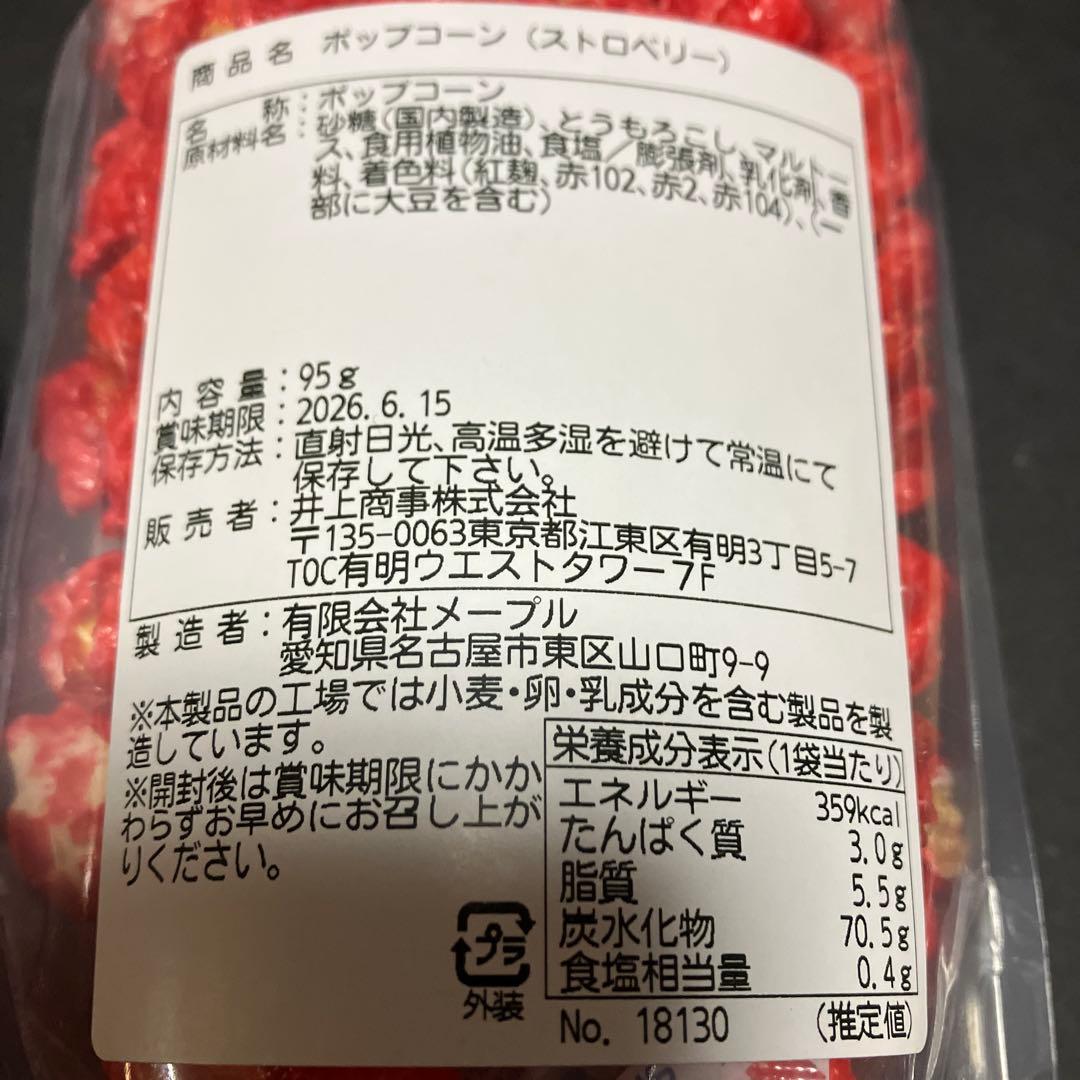 商品名 ポップコーン（ストロベリー）
名称：ポップコーン
原材料名：砂糖（国内製造）、とうもろこし、マルトー
ス、食用植物油、食塩／膨張剤、乳化剤、香
料、着色料（紅麹、赤102、赤2、赤104）、（一
部に大豆を含む）
内容量：95g
賞味期限：2026.6.15
保存方法：直射日光、高温多湿を避けて常温にて
保存して下さい。
販売者：井上商事株式会社
〒135-0063東京都江東区有明3丁目5-7
TOC有明ウエストタワー7F
製造者：有限会社メープル
愛知県名古屋市東区山口町9-9
※本製品の工場では小麦・卵・乳成分を含む製品を製
造しています。
※開封後は賞味期限にかか
わらずお早めにお召し上が
りください。
栄養成分表示（1袋当たり）
エネルギー 359kcal
たんぱく質 3.0g
脂質 5.5g
炭水化物 70.5g
食塩相当量 0.4g
プラ
外装
No. 18130 （推定値）